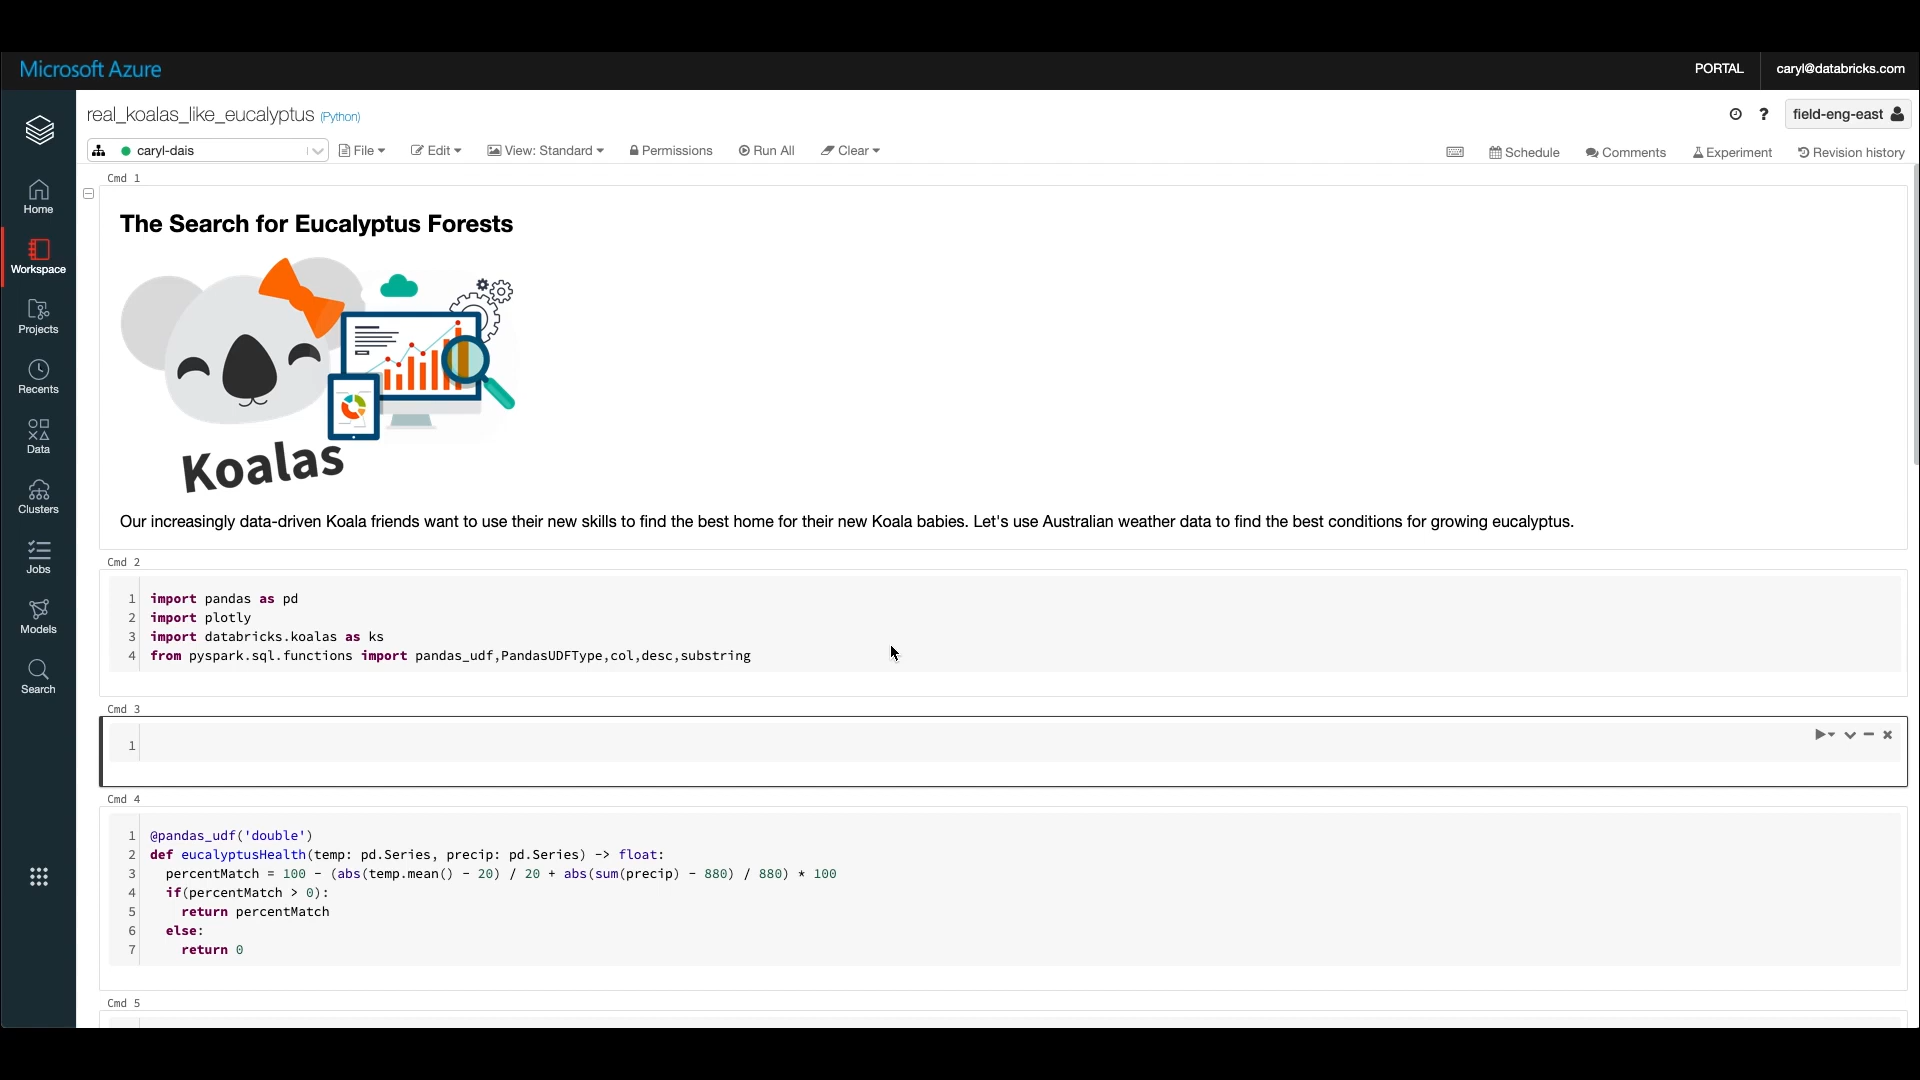 Microsoft Azure
PORTAL
caryl@databricks.com
real_koalas_like_eucalyptus (Python)
field-eng-east
caryl-dais
File
Edit
View: Standard
Permissions
Run All
Clear
Schedule
Comments
Experiment
Revision history
Home
Workspace
Projects
Recents
Data
Clusters
Jobs
Models
Search
Cmd 1
The Search for Eucalyptus Forests
Koalas
Our increasingly data-driven Koala friends want to use their new skills to find the best home for their new Koala babies. Let's use Australian weather data to find the best conditions for growing eucalyptus.
Cmd 2
1 import pandas as pd
2 import plotly
3 import databricks.koalas as ks
4 from pyspark.sql.functions import pandas_udf,PandasUDFType,col,desc,substring
Cmd 3
1
Cmd 4
1 @pandas_udf('double')
2 def eucalyptusHealth(temp: pd.Series, precip: pd.Series) -> float:
3 percentMatch = 100 - (abs(temp.mean() - 20) / 20 + abs(sum(precip) - 880) / 880) * 100
4 if(percentMatch > 0):
5 return percentMatch
6 else:
7 return 0
Cmd 5